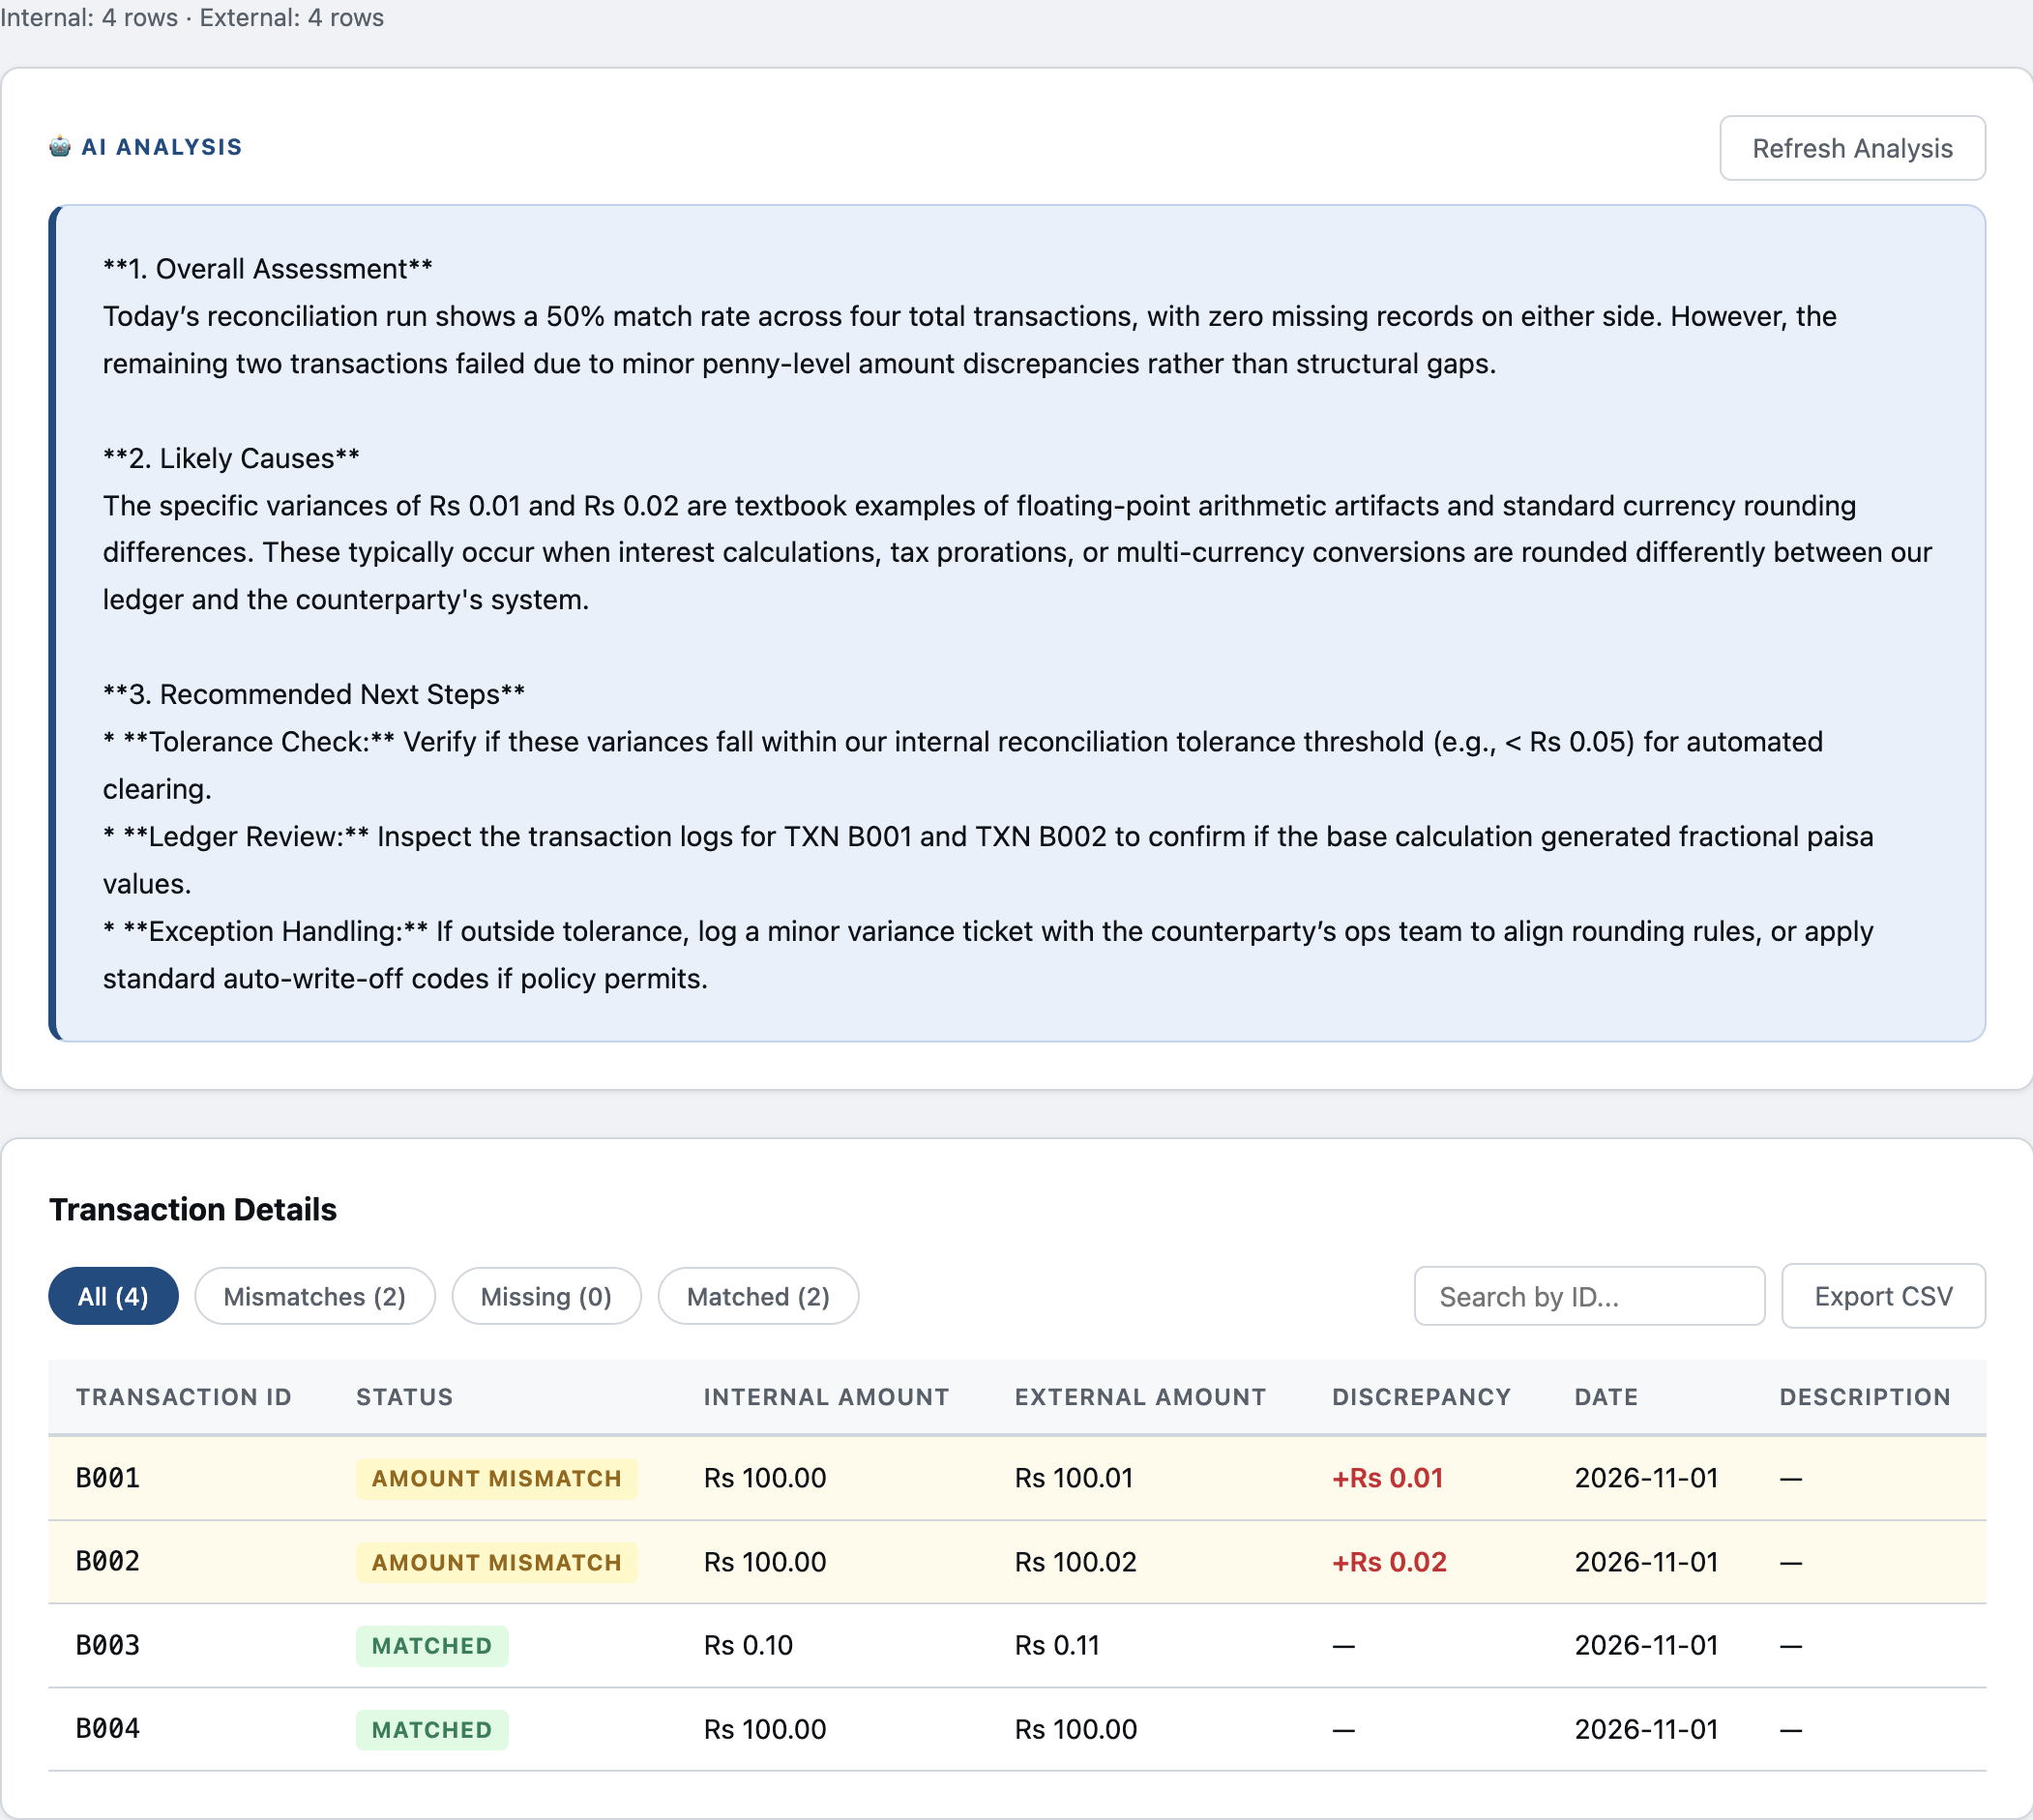 Internal: 4 rows · External: 4 rows
🤖 AI ANALYSIS
Refresh Analysis
**1. Overall Assessment**
Today’s reconciliation run shows a 50% match rate across four total transactions, with zero missing records on either side. However, the
remaining two transactions failed due to minor penny-level amount discrepancies rather than structural gaps.
**2. Likely Causes**
The specific variances of Rs 0.01 and Rs 0.02 are textbook examples of floating-point arithmetic artifacts and standard currency rounding
differences. These typically occur when interest calculations, tax prorations, or multi-currency conversions are rounded differently between our
ledger and the counterparty's system.
**3. Recommended Next Steps**
* **Tolerance Check:** Verify if these variances fall within our internal reconciliation tolerance threshold (e.g., < Rs 0.05) for automated
clearing.
* **Ledger Review:** Inspect the transaction logs for TXN B001 and TXN B002 to confirm if the base calculation generated fractional paisa
values.
* **Exception Handling:** If outside tolerance, log a minor variance ticket with the counterparty’s ops team to align rounding rules, or apply
standard auto-write-off codes if policy permits.
Transaction Details
All (4) Mismatches (2) Missing (0) Matched (2) Search by ID... Export CSV
TRANSACTION ID STATUS INTERNAL AMOUNT EXTERNAL AMOUNT DISCREPANCY DATE DESCRIPTION
B001 AMOUNT MISMATCH Rs 100.00 Rs 100.01 +Rs 0.01 2026-11-01 —
B002 AMOUNT MISMATCH Rs 100.00 Rs 100.02 +Rs 0.02 2026-11-01 —
B003 MATCHED Rs 0.10 Rs 0.11 — 2026-11-01 —
B004 MATCHED Rs 100.00 Rs 100.00 — 2026-11-01 —